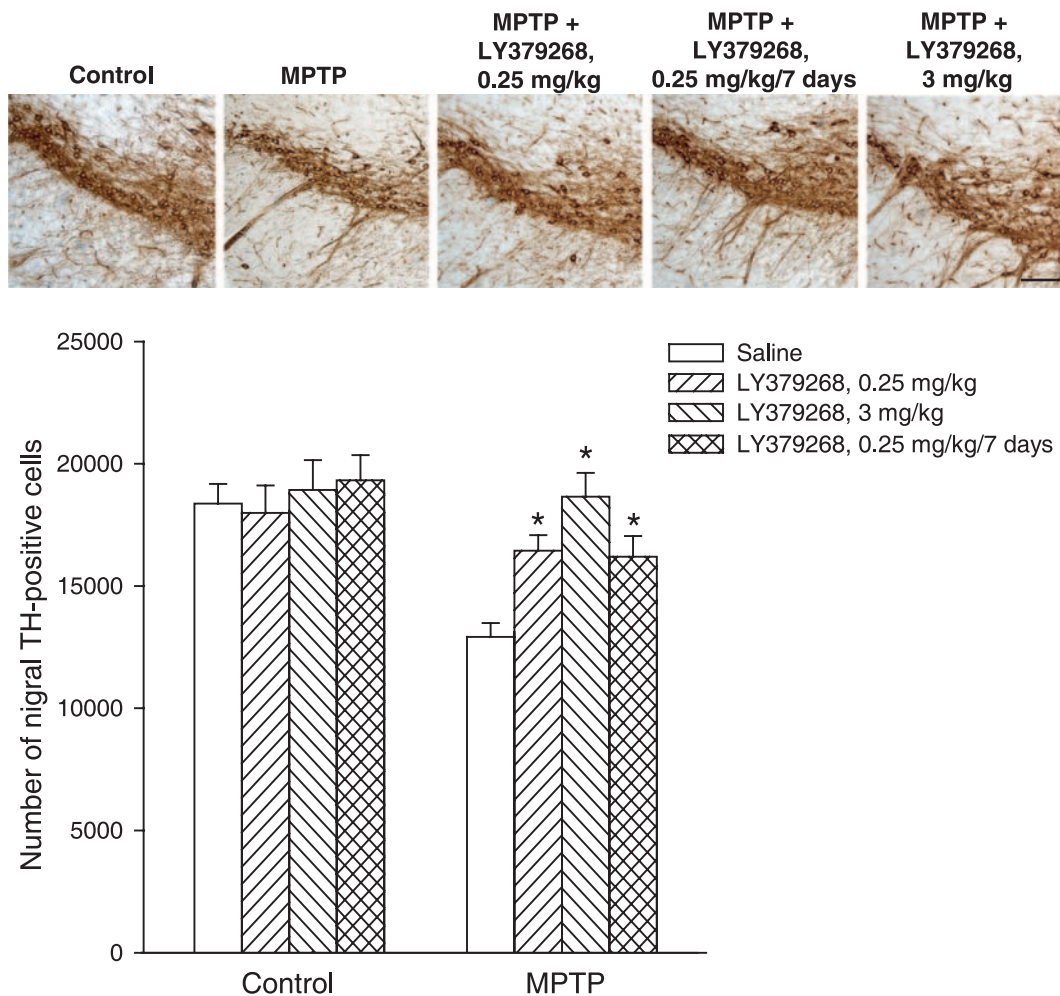 Control
MPTP
MPTP +
LY379268,
0.25 mg/kg
MPTP +
LY379268,
0.25 mg/kg/7 days
MPTP +
LY379268,
3 mg/kg
Number of nigral TH-positive cells
25000
20000
15000
10000
5000
0
Saline
LY379268, 0.25 mg/kg
LY379268, 3 mg/kg
LY379268, 0.25 mg/kg/7 days
*
*
*
Control
MPTP